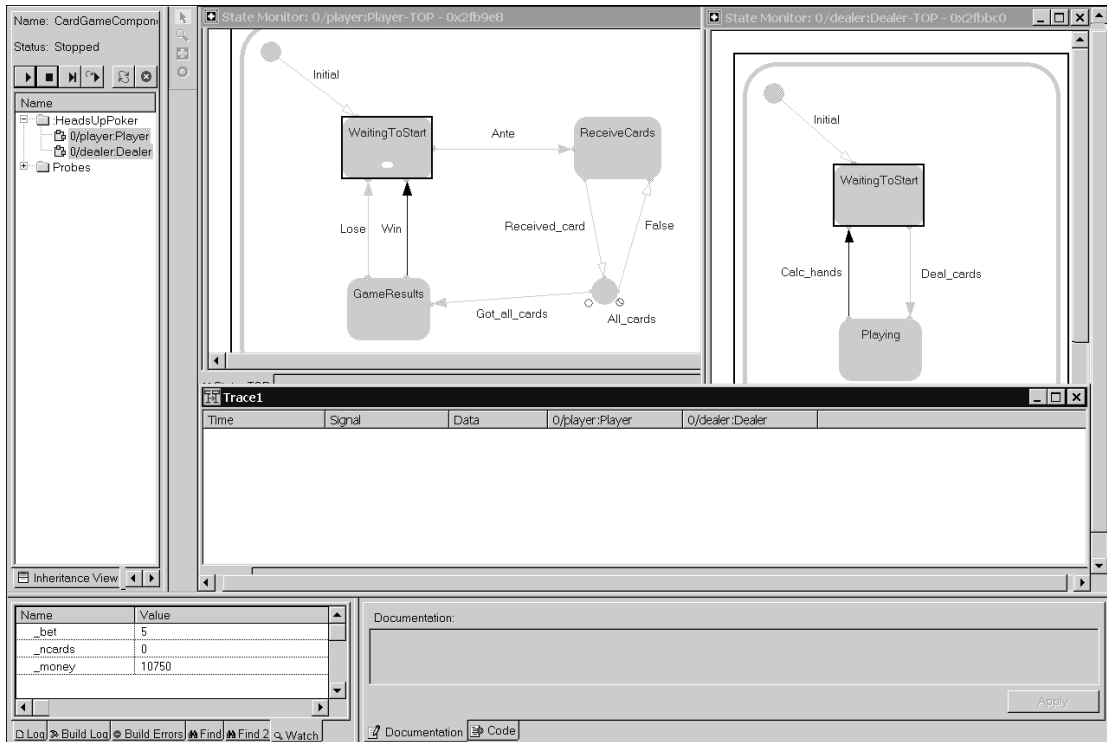 Name: CardGameCompon
Status: Stopped
Name
:HeadsUpPoker
0/player:Player
0/dealer:Dealer
Probes
Inheritance View
State Monitor: 0/player:Player-TOP - 0x2fb9e8
Initial
WaitingToStart
Ante
ReceiveCards
Lose
Win
Received_card
False
GameResults
Got_all_cards
All_cards
State Monitor: 0/dealer:Dealer-TOP - 0x2fbbc0
Initial
WaitingToStart
Calc_hands
Deal_cards
Playing
Trace1
Time Signal Data 0/player:Player 0/dealer:Dealer
Name Value
_bet 5
_ncards 0
_money 10750
Log Build Log Build Errors Find Find 2 Watch
Documentation:
Apply
Documentation Code